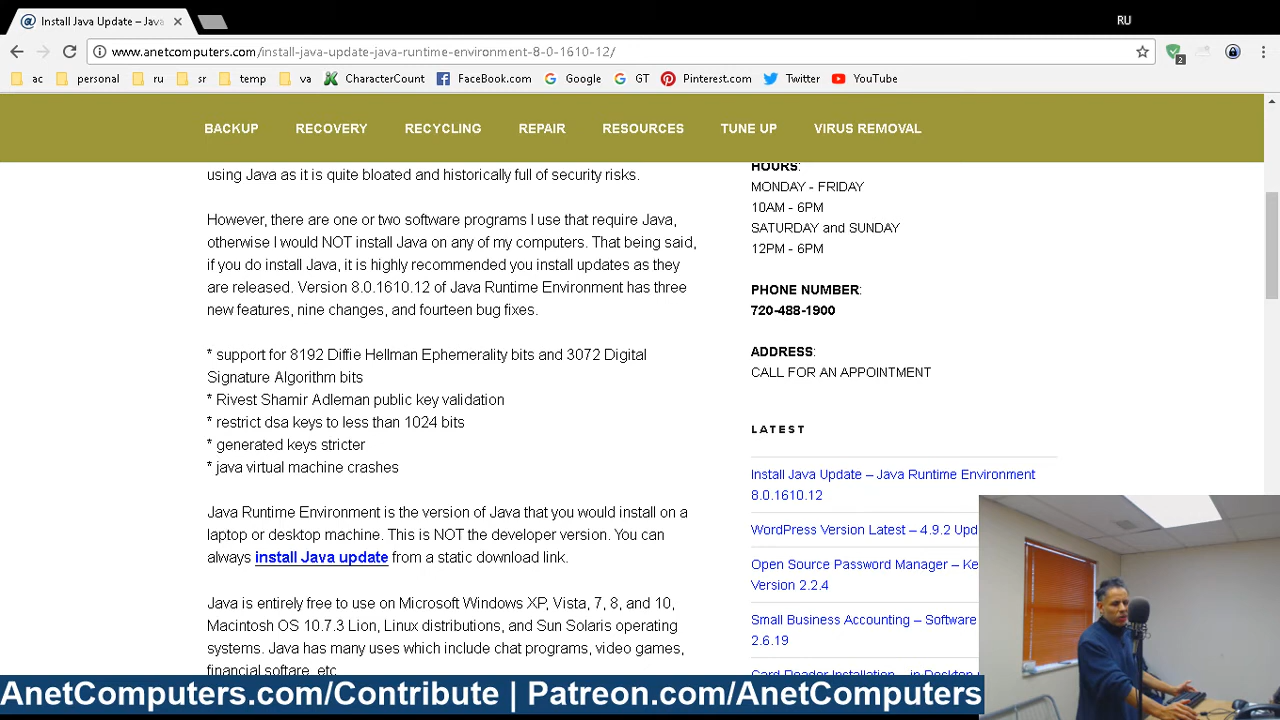 Install Java Update – Java
RU
www.anetcomputers.com/install-java-update-java-runtime-environment-8-0-1610-12/
2
ac
personal
ru
sr
temp
va
CharacterCount
FaceBook.com
Google
GT
Pinterest.com
Twitter
YouTube
BACKUP
RECOVERY
RECYCLING
REPAIR
RESOURCES
TUNE UP
VIRUS REMOVAL
using Java as it is quite bloated and historically full of security risks.
However, there are one or two software programs I use that require Java,
otherwise I would NOT install Java on any of my computers. That being said,
if you do install Java, it is highly recommended you install updates as they
are released. Version 8.0.1610.12 of Java Runtime Environment has three
new features, nine changes, and fourteen bug fixes.
* support for 8192 Diffie Hellman Ephemerality bits and 3072 Digital
Signature Algorithm bits
* Rivest Shamir Adleman public key validation
* restrict dsa keys to less than 1024 bits
* generated keys stricter
* java virtual machine crashes
Java Runtime Environment is the version of Java that you would install on a
laptop or desktop machine. This is NOT the developer version. You can
always install Java update from a static download link.
Java is entirely free to use on Microsoft Windows XP, Vista, 7, 8, and 10,
Macintosh OS 10.7.3 Lion, Linux distributions, and Sun Solaris operating
systems. Java has many uses which include chat programs, video games,
financial softare, etc
HOURS:
MONDAY - FRIDAY
10AM - 6PM
SATURDAY and SUNDAY
12PM - 6PM
PHONE NUMBER:
720-488-1900
ADDRESS:
CALL FOR AN APPOINTMENT
LATEST
Install Java Update – Java Runtime Environment
8.0.1610.12
WordPress Version Latest – 4.9.2 Upd
Open Source Password Manager – Ke
Version 2.2.4
Small Business Accounting – Software
2.6.19
Card Reader Installation – in Desktop
AnetComputers.com/Contribute | Patreon.com/AnetComputers